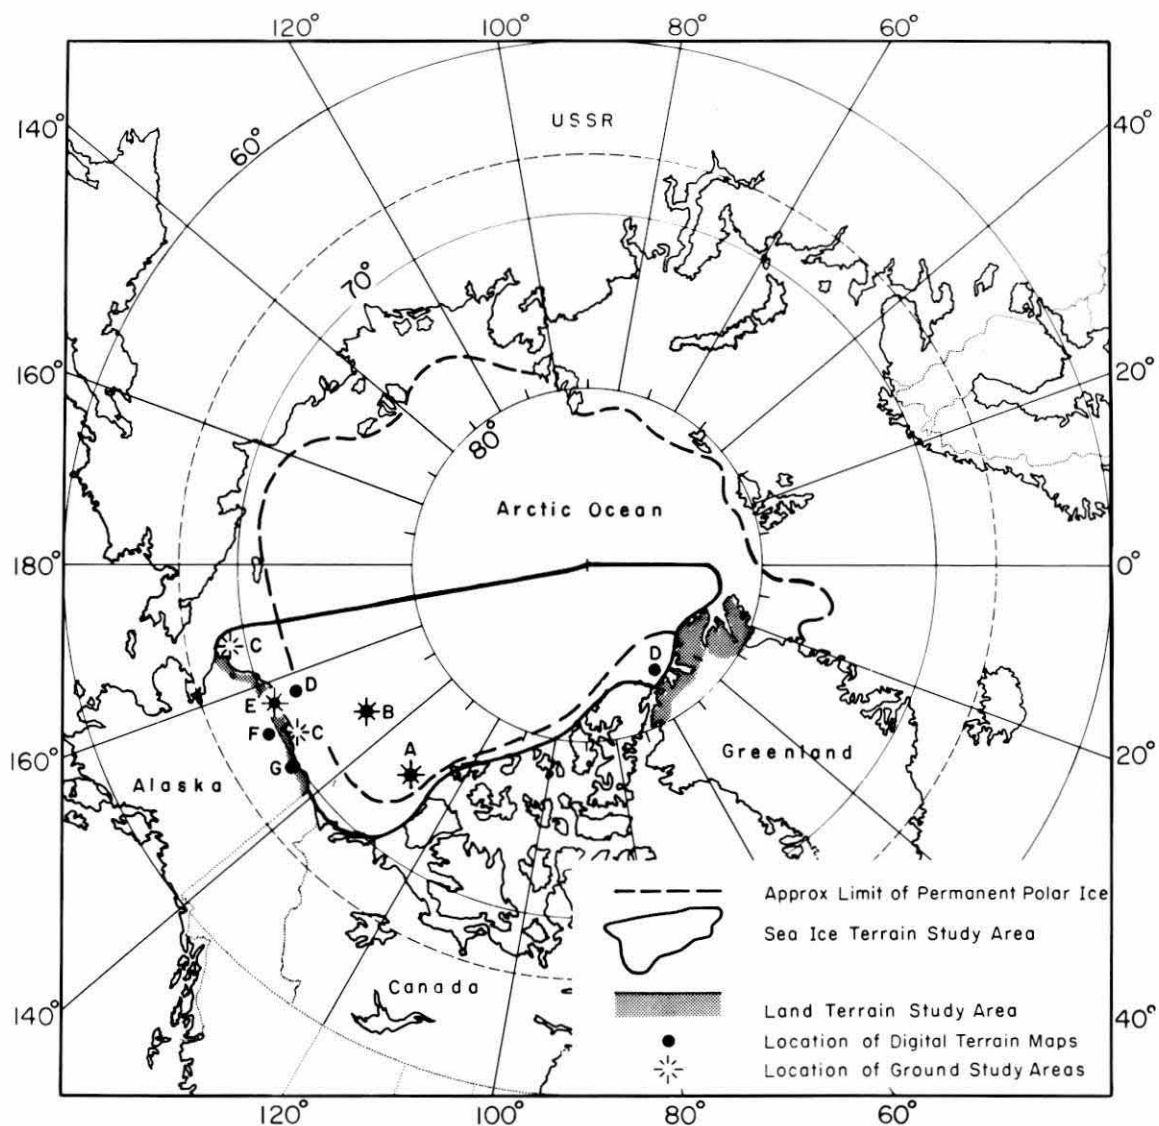 120° 100° 80° 60°
140° 40°
60°
USSR
70°
160° 20°
80°
Arctic Ocean
180° 0°
C
D
D
E B
F C
A
G
Alaska
Greenland
160° 20°
Approx Limit of Permanent Polar Ice
Sea Ice Terrain Study Area
Canada
Land Terrain Study Area
140° 40°
Location of Digital Terrain Maps
Location of Ground Study Areas
120° 100° 80° 60°